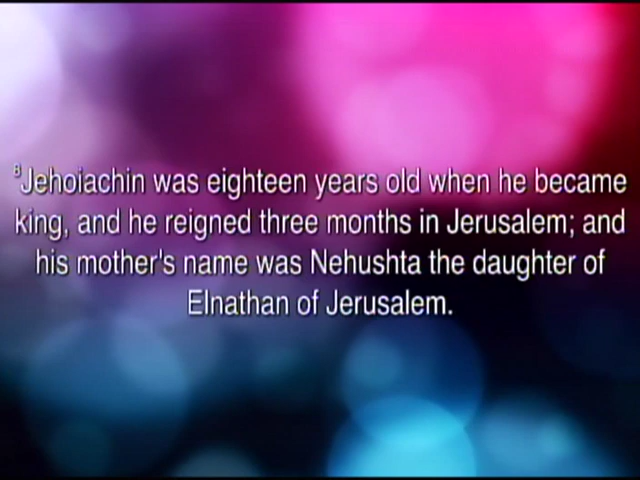 8Jehoiachin was eighteen years old when he became
king, and he reigned three months in Jerusalem; and
his mother's name was Nehushta the daughter of
Elnathan of Jerusalem.